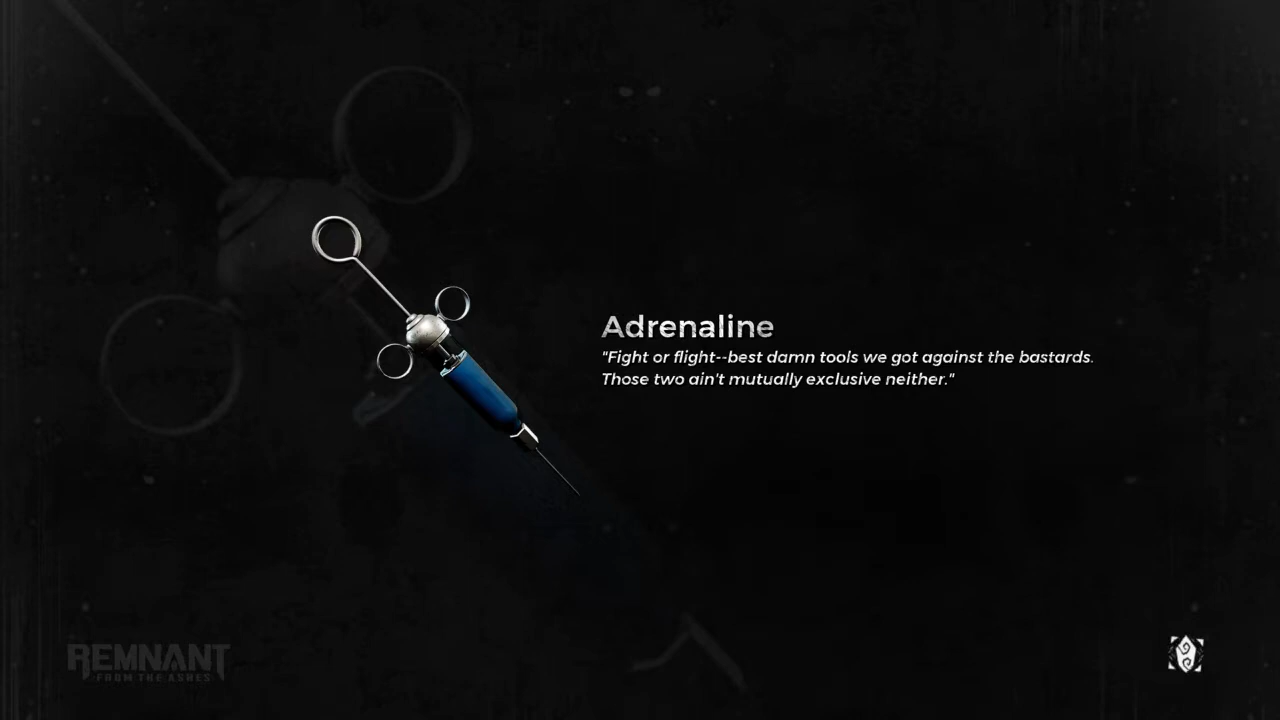 Adrenaline
"Fight or flight--best damn tools we got against the bastards.
Those two ain't mutually exclusive neither."
REMNANT
FROM THE ASHES